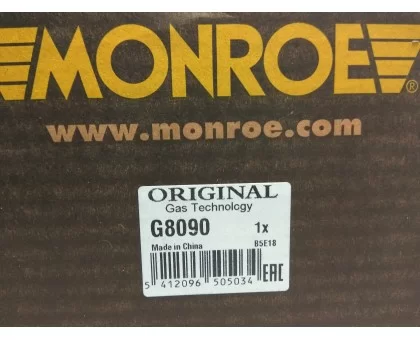 MONROE®
www.monroe.com
ORIGINAL
Gas Technology
G8090 1x
Made in China B5E18
5 412096 505034 EAC